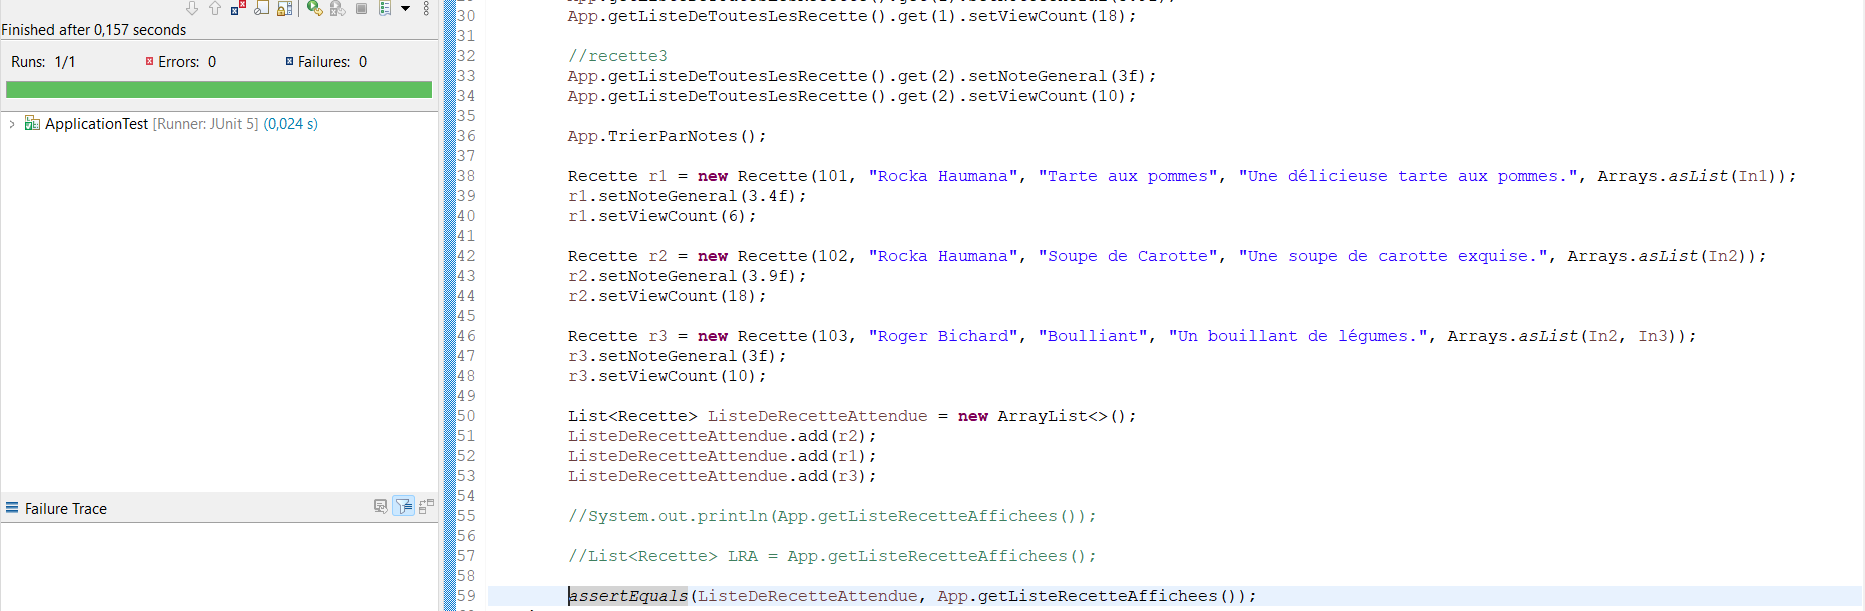 Finished after 0,157 seconds
Runs: 1/1 Errors: 0 Failures: 0
ApplicationTest [Runner: JUnit 5] (0,024 s)
Failure Trace
30 App.getListeDeToutesLesRecette().get(1).setViewCount(18);
31
32 //recette3
33 App.getListeDeToutesLesRecette().get(2).setNoteGeneral(3f);
34 App.getListeDeToutesLesRecette().get(2).setViewCount(10);
35
36 App.TrierParNotes();
37
38 Recette r1 = new Recette(101, "Rocka Haumana", "Tarte aux pommes", "Une délicieuse tarte aux pommes.", Arrays.asList(In1));
39 r1.setNoteGeneral(3.4f);
40 r1.setViewCount(6);
41
42 Recette r2 = new Recette(102, "Rocka Haumana", "Soupe de Carotte", "Une soupe de carotte exquise.", Arrays.asList(In2));
43 r2.setNoteGeneral(3.9f);
44 r2.setViewCount(18);
45
46 Recette r3 = new Recette(103, "Roger Bichard", "Boulliant", "Un bouillant de légumes.", Arrays.asList(In2, In3));
47 r3.setNoteGeneral(3f);
48 r3.setViewCount(10);
49
50 List<Recette> ListeDeRecetteAttendue = new ArrayList<>();
51 ListeDeRecetteAttendue.add(r2);
52 ListeDeRecetteAttendue.add(r1);
53 ListeDeRecetteAttendue.add(r3);
54
55 //System.out.println(App.getListeRecetteAffichees());
56
57 //List<Recette> LRA = App.getListeRecetteAffichees();
58
59 assertEquals(ListeDeRecetteAttendue, App.getListeRecetteAffichees());